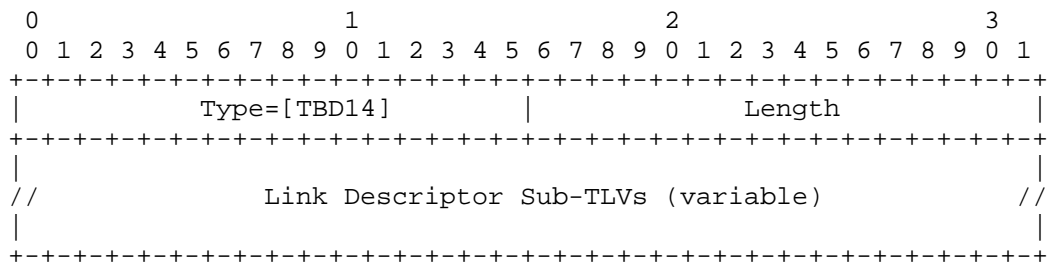 0                   1                   2                   3
 0 1 2 3 4 5 6 7 8 9 0 1 2 3 4 5 6 7 8 9 0 1 2 3 4 5 6 7 8 9 0 1
+-+-+-+-+-+-+-+-+-+-+-+-+-+-+-+-+-+-+-+-+-+-+-+-+-+-+-+-+-+-+-+-+
|           Type=[TBD14]        |             Length            |
+-+-+-+-+-+-+-+-+-+-+-+-+-+-+-+-+-+-+-+-+-+-+-+-+-+-+-+-+-+-+-+-+
|                                                               |
//              Link Descriptor Sub-TLVs (variable)            //
|                                                               |
+-+-+-+-+-+-+-+-+-+-+-+-+-+-+-+-+-+-+-+-+-+-+-+-+-+-+-+-+-+-+-+-+